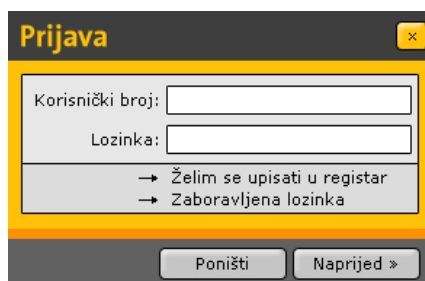 Prijava
×
Korisnički broj:
Lozinka:
→ Želim se upisati u registar
→ Zaboravljena lozinka
Poništi
Naprijed »